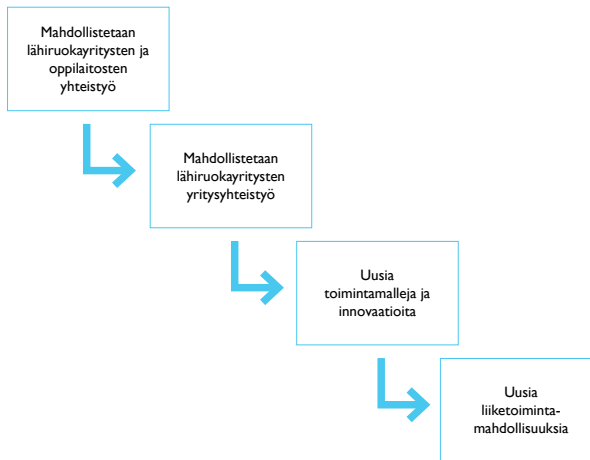 Mahdollistetaan
lähiruokayritysten ja
oppilaitosten
yhteistyö
Mahdollistetaan
lähiruokayritysten
yritysyhteistyö
Uusia
toimintamalleja ja
innovaatioita
Uusia
liiketoiminta-
mahdollisuuksia